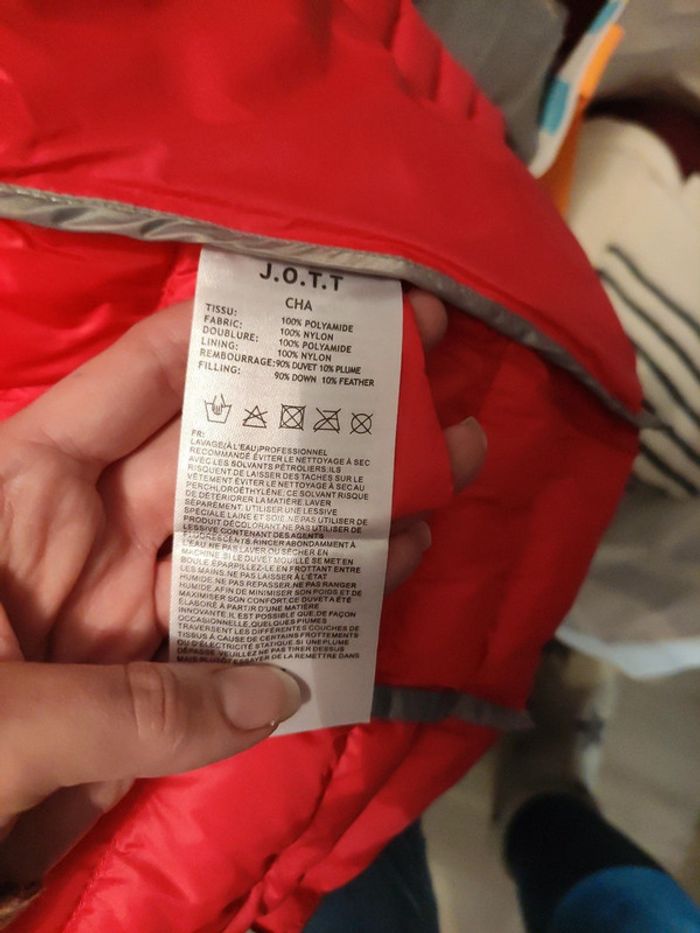 J.O.T.T
CHA
TISSU: 100% POLYAMIDE
FABRIC: 100% NYLON
DOUBLURE: 100% POLYAMIDE
LINING: 100% NYLON
REMBOURRAGE:90% DUVET 10% PLUME
FILLING: 90% DOWN 10% FEATHER
FR:
LAVAGE(À L'EAU)PROFESSIONNEL
RECOMMANDÉ ÉVITER LE NETTOYAGE À SEC
AVEC LES SOLVANTS PÉTROLIERS:ILS
RISQUENT DE LAISSER DES TACHES SUR LE
VÊTEMENT ÉVITER LE NETTOYAGE À SEC AU
PERCHLOROÉTHYLÈNE: CE SOLVANT RISQUE
DE DÉTÉRIORER LA MATIÈRE. LAVER
SÉPAREMENT. UTILISER UNE LESSIVE
SPÉCIALE LAINE ET SOIE.NE PAS UTILISER DE
PRODUIT DÉCOLORANT NE PAS UTILISER DE
LESSIVE CONTENANT DES AGENTS
FLUORESCENTS.RINCER ABONDAMMENT À
L'EAU NE PAS LAVER OU SÉCHER EN
MACHINE.SI LE DUVET MOUILLÉ SE MET EN
BOULE,ÉPARPILLEZ-LE EN FROTTANT ENTRE
LES MAINS.NE PAS LAISSER À L'ÉTAT
HUMIDE.NE PAS REPASSER.NE PAS RANGER
HUMIDE.AFIN DE MINIMISER SON POIDS ET DE
MAXIMISER SON CONFORT.CE DUVET A ÉTÉ
ÉLABORÉ À PARTIR D'UNE MATIÈRE
INNOVANTE.IL EST POSSIBLE QUE,DE FAÇON
OCCASIONNELLE,QUELQUES PLUMES
TRAVERSENT LES DIFFÉRENTES COUCHES DE
TISSUS À CAUSE DE CERTAINS FROTTEMENTS
OU D'ÉLECTRICITÉ STATIQUE.SI UNE PLUME
DÉPASSE.VEUILLEZ NE PAS TIRER DESSUS
MAIS PLUTÔT ESSAYER DE LA REMETTRE DANS